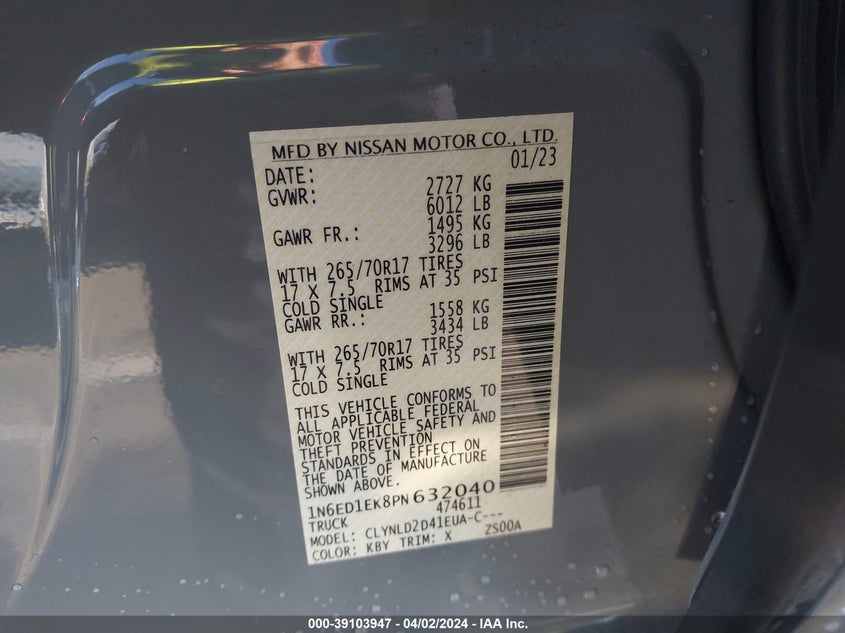 MFD BY NISSAN MOTOR CO., LTD.
DATE: 01/23
GVWR: 2727 KG
6012 LB
GAWR FR.: 1495 KG
3296 LB
WITH 265/70R17 TIRES
17 X 7.5 RIMS AT 35 PSI
COLD SINGLE
GAWR RR.: 1558 KG
3434 LB
WITH 265/70R17 TIRES
17 X 7.5 RIMS AT 35 PSI
COLD SINGLE
THIS VEHICLE CONFORMS TO
ALL APPLICABLE FEDERAL
MOTOR VEHICLE SAFETY AND
THEFT PREVENTION
STANDARDS IN EFFECT ON
THE DATE OF MANUFACTURE
SHOWN ABOVE.
1N6ED1EK8PN632040
TRUCK 474611
MODEL: CLYNLD2D41EUA-C---
COLOR: KBY TRIM: X ZS00A
000-39103947 - 04/02/2024 - IAA Inc.